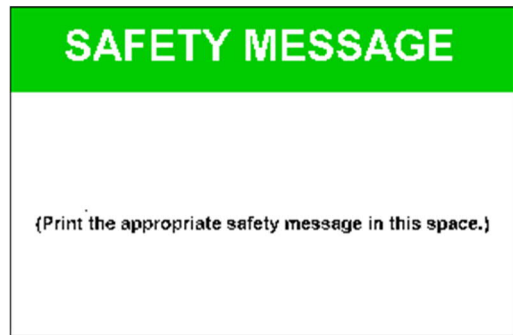 SAFETY MESSAGE
(Print the appropriate safety message in this space.)